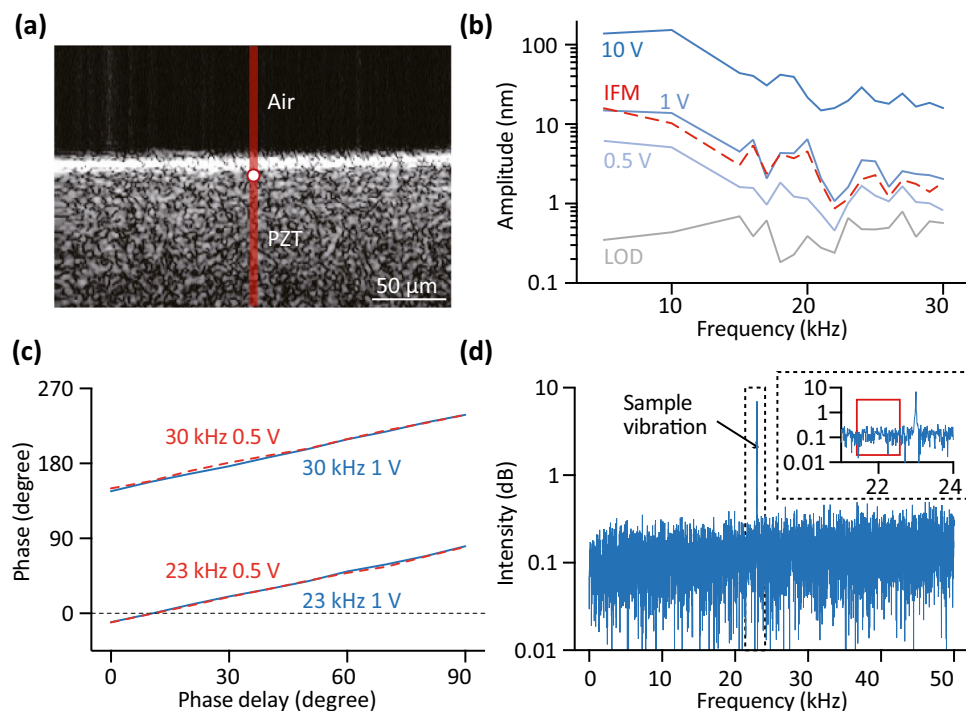 (a)
Air
PZT
50 µm
(b)
Amplitude (nm)
100
10
1
0.1
10 V
IFM
1 V
0.5 V
LOD
10
20
30
Frequency (kHz)
(c)
Phase (degree)
270
180
90
0
30 kHz 0.5 V
30 kHz 1 V
23 kHz 0.5 V
23 kHz 1 V
0
30
60
90
Phase delay (degree)
(d)
Intensity (dB)
10
1
0.1
0.01
Sample
vibration
10
1
0.1
0.01
22
24
0
10
20
30
40
50
Frequency (kHz)